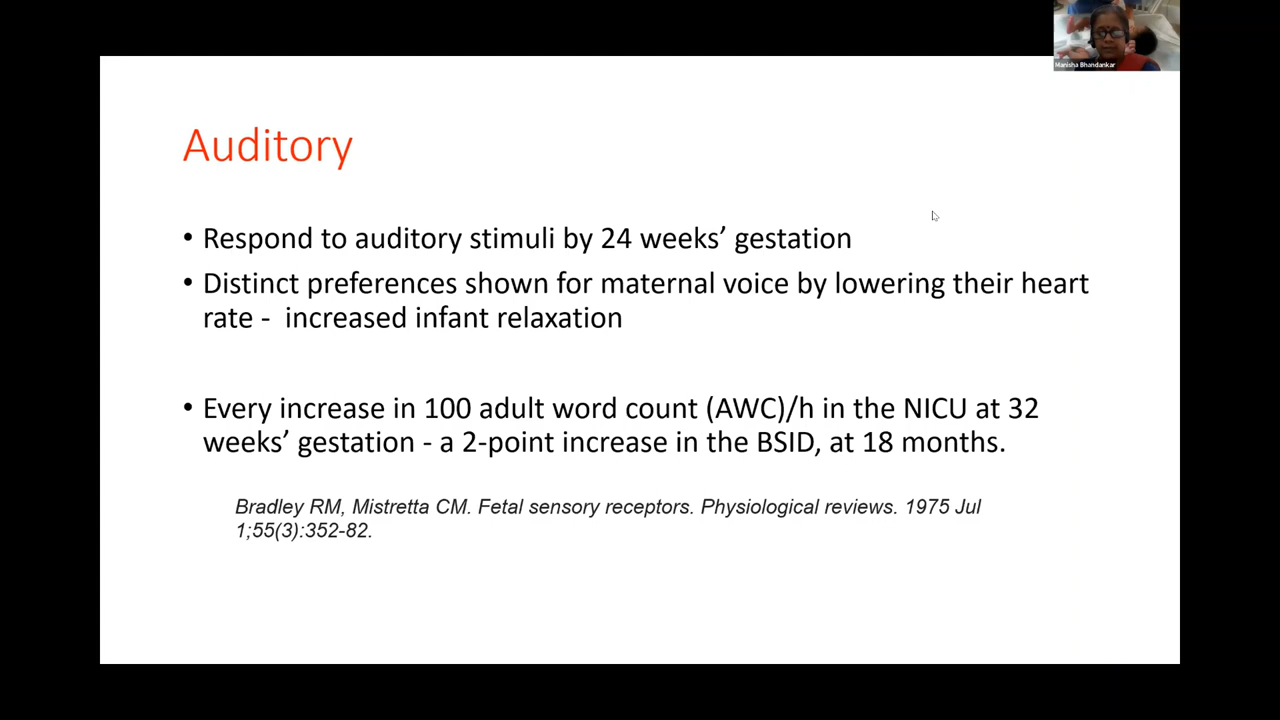 Manisha Bhandankar
Auditory
• Respond to auditory stimuli by 24 weeks’ gestation
• Distinct preferences shown for maternal voice by lowering their heart
rate - increased infant relaxation
• Every increase in 100 adult word count (AWC)/h in the NICU at 32
weeks’ gestation - a 2-point increase in the BSID, at 18 months.
Bradley RM, Mistretta CM. Fetal sensory receptors. Physiological reviews. 1975 Jul
1;55(3):352-82.